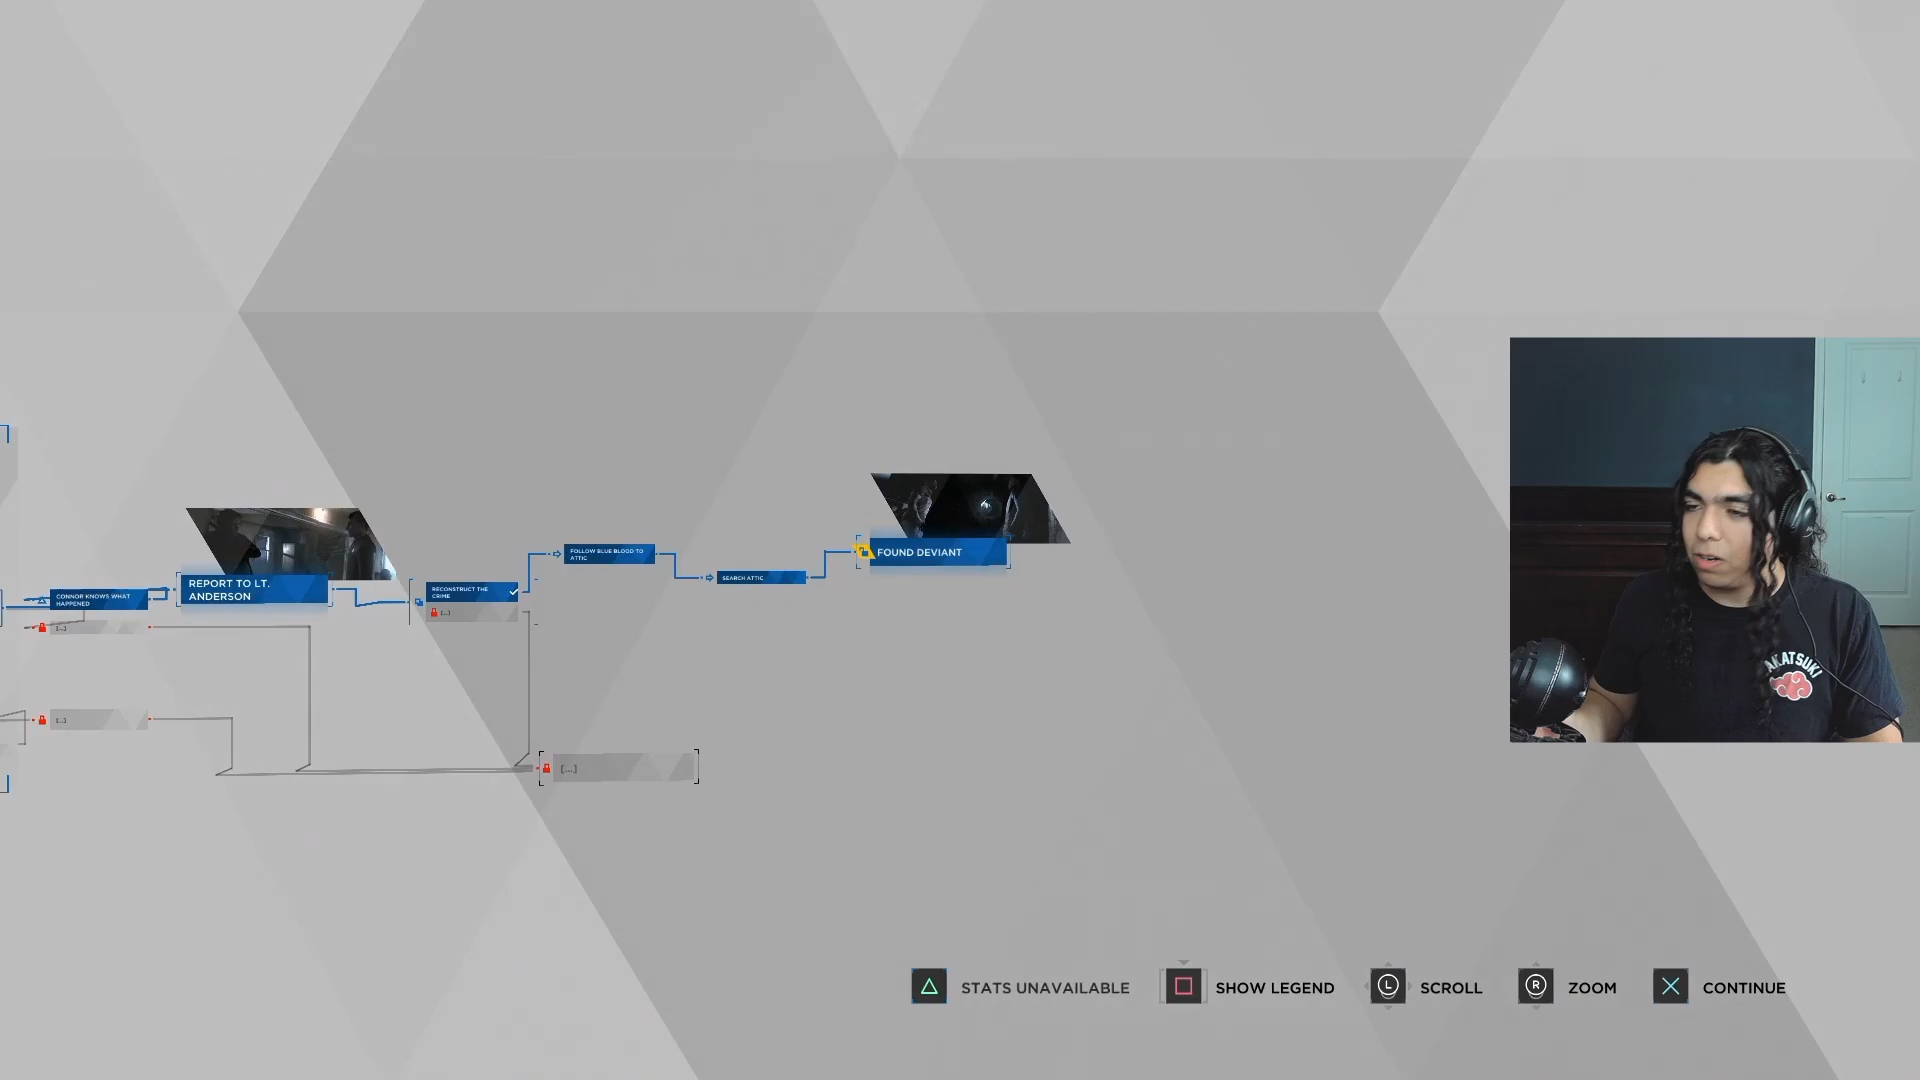 CONNOR KNOWS WHAT
HAPPENED
[...]
[...]
REPORT TO LT.
ANDERSON
RECONSTRUCT THE
CRIME
[...]
FOLLOW BLUE BLOOD TO
ATTIC
SEARCH ATTIC
FOUND DEVIANT
[...]
AKATSUKI
STATS UNAVAILABLE
SHOW LEGEND
L
SCROLL
R
ZOOM
CONTINUE